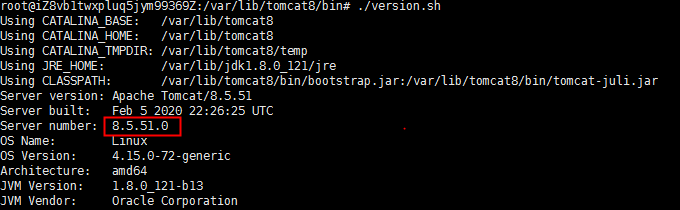 root@iZ8vb1twxpluq5jym99369Z:/var/lib/tomcat8/bin# ./version.sh
Using CATALINA_BASE:   /var/lib/tomcat8
Using CATALINA_HOME:   /var/lib/tomcat8
Using CATALINA_TMPDIR: /var/lib/tomcat8/temp
Using JRE_HOME:        /var/lib/jdk1.8.0_121/jre
Using CLASSPATH:       /var/lib/tomcat8/bin/bootstrap.jar:/var/lib/tomcat8/bin/tomcat-juli.jar
Server version: Apache Tomcat/8.5.51
Server built:   Feb 5 2020 22:26:25 UTC
Server number:  8.5.51.0
OS Name:        Linux
OS Version:     4.15.0-72-generic
Architecture:   amd64
JVM Version:    1.8.0_121-b13
JVM Vendor:     Oracle Corporation